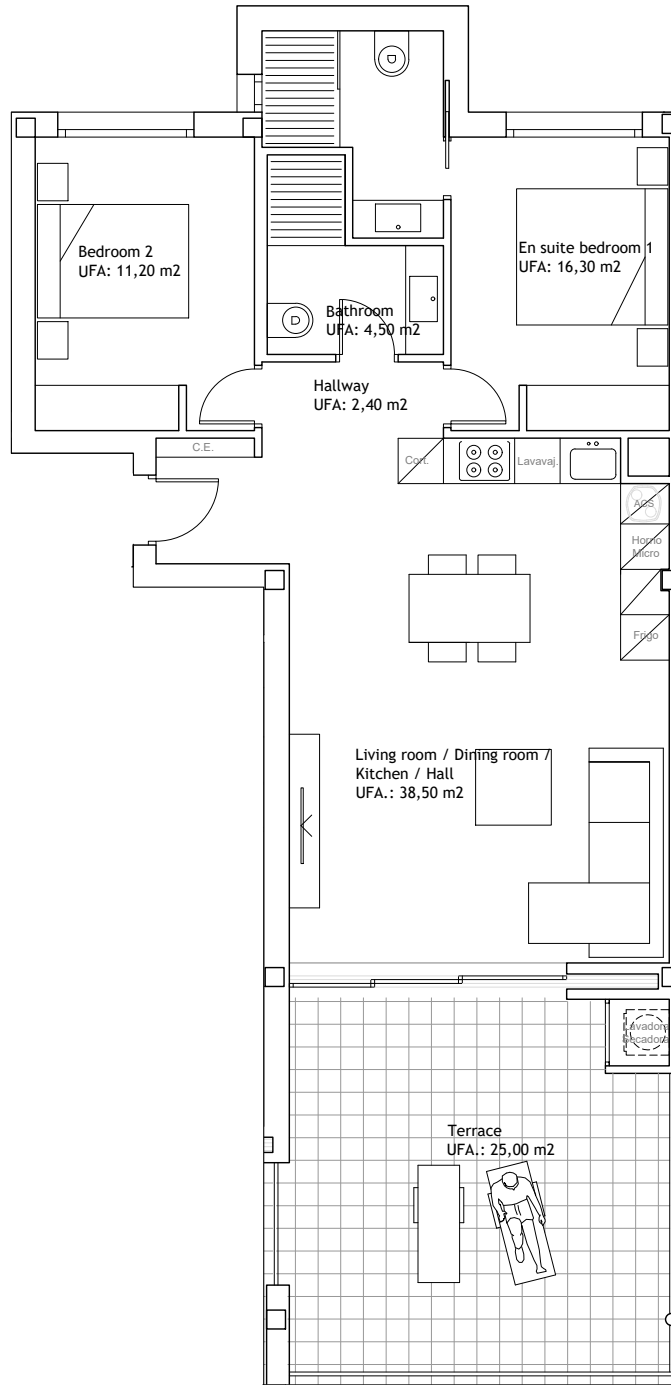 Bedroom 2
UFA: 11,20 m2
En suite bedroom 1
UFA: 16,30 m2
Bathroom
UFA: 4,50 m2
Hallway
UFA: 2,40 m2
C.E.
Cort.
Lavavaj.
ACS
Horno
Micro
Frigo
Living room / Dining room /
Kitchen / Hall
UFA.: 38,50 m2
Lavadora
Secadora
Terrace
UFA.: 25,00 m2